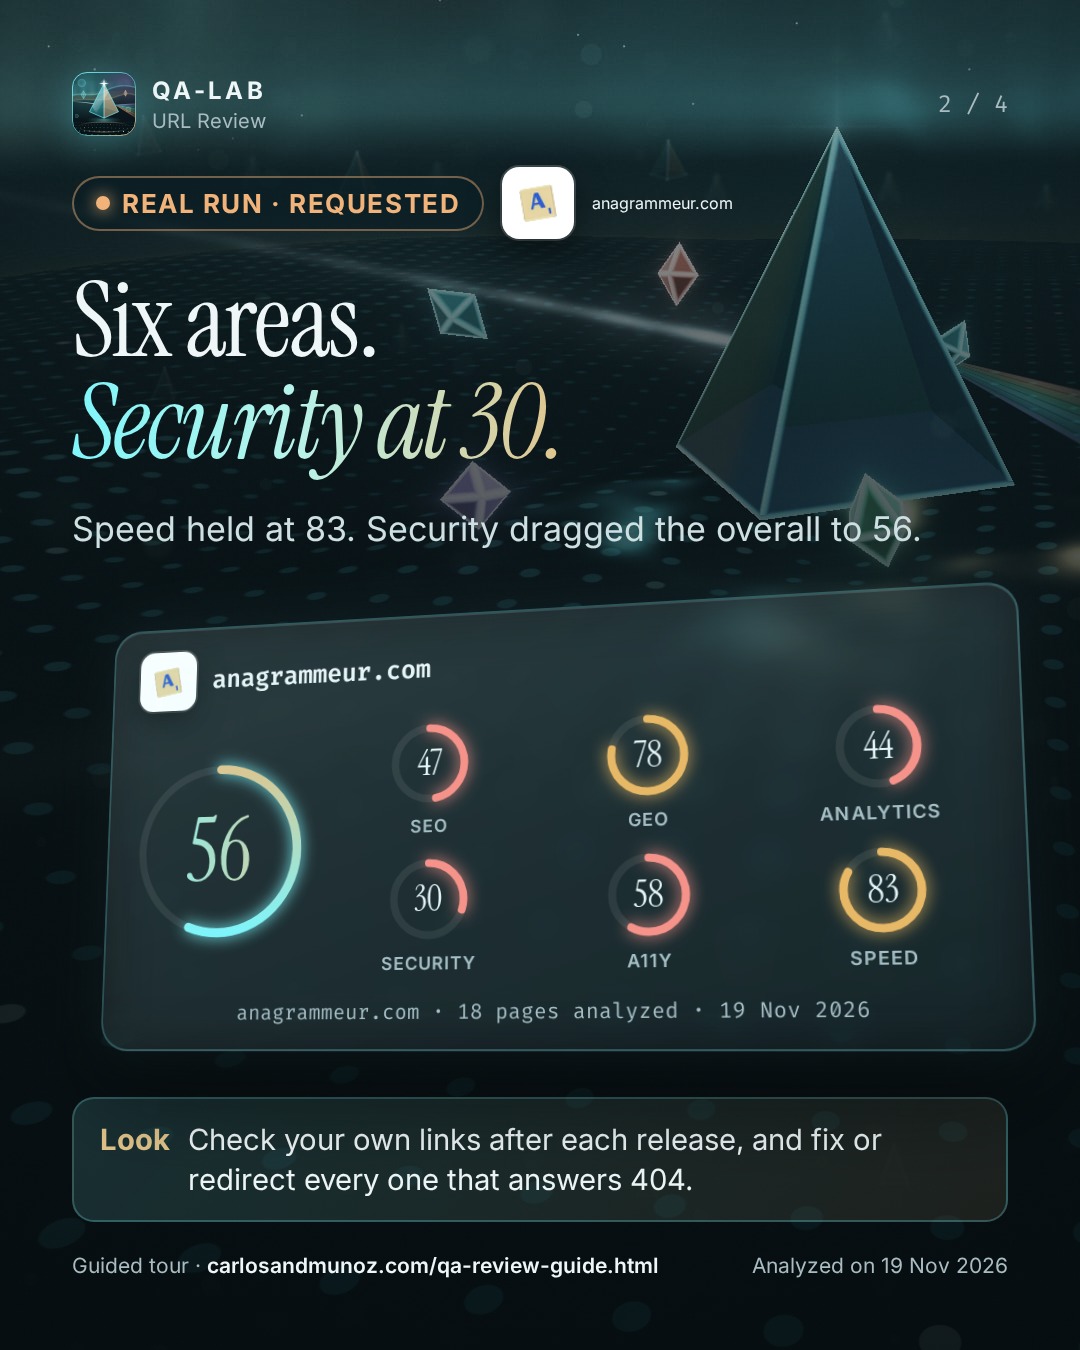 QA-LAB
URL Review
2 / 4
REAL RUN · REQUESTED
A
anagrammeur.com
Six areas.
Security at 30.
Speed held at 83. Security dragged the overall to 56.
A
anagrammeur.com
56
47
SEO
78
GEO
44
ANALYTICS
30
SECURITY
58
A11Y
83
SPEED
anagrammeur.com · 18 pages analyzed · 19 Nov 2026
Look Check your own links after each release, and fix or
redirect every one that answers 404.
Guided tour · carlosandmunoz.com/qa-review-guide.html
Analyzed on 19 Nov 2026